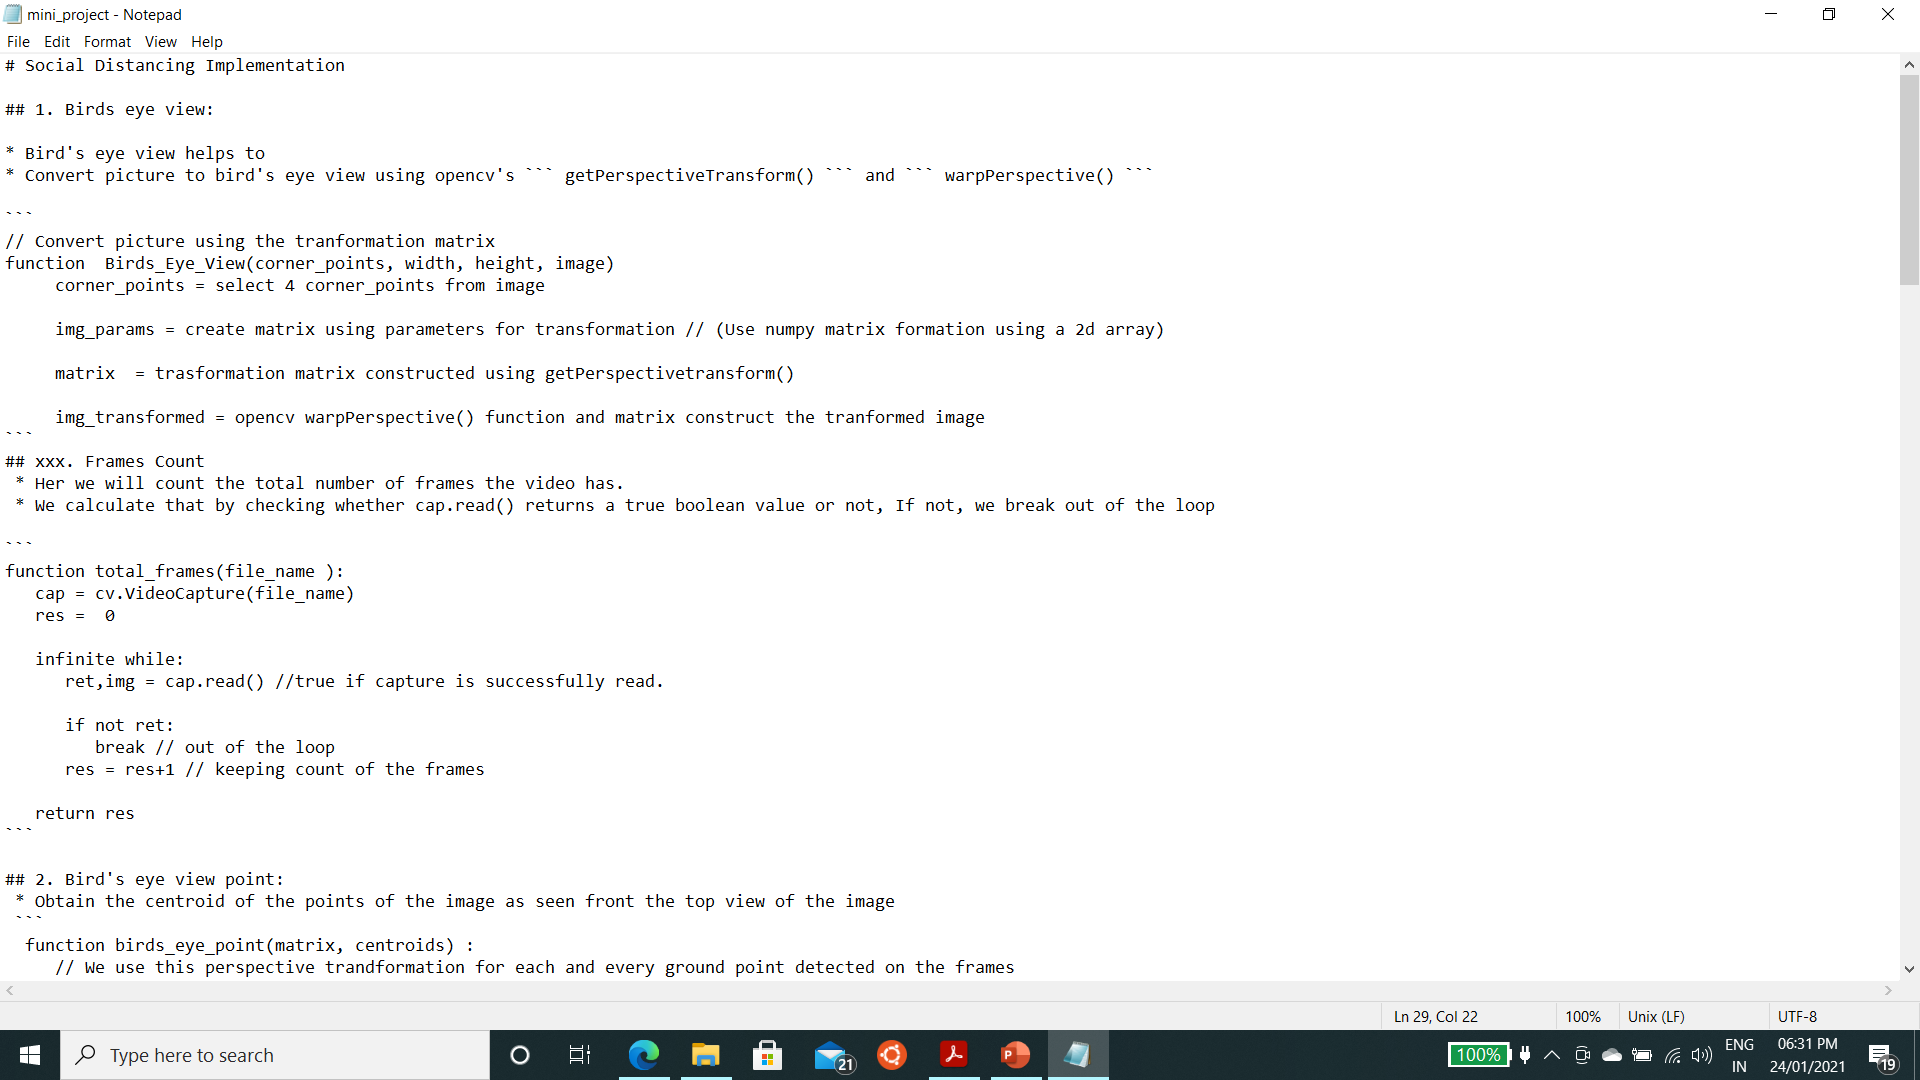 mini_project - Notepad
File Edit Format View Help
# Social Distancing Implementation
## 1. Birds eye view:
* Bird's eye view helps to
* Convert picture to bird's eye view using opencv's ``` getPerspectiveTransform() ``` and ``` warpPerspective() ```
```
// Convert picture using the tranformation matrix
function  Birds_Eye_View(corner_points, width, height, image)
     corner_points = select 4 corner_points from image
     img_params = create matrix using parameters for transformation // (Use numpy matrix formation using a 2d array)
     matrix  = trasformation matrix constructed using getPerspectivetransform()
     img_transformed = opencv warpPerspective() function and matrix construct the tranformed image
```
## xxx. Frames Count
 * Her we will count the total number of frames the video has.
 * We calculate that by checking whether cap.read() returns a true boolean value or not, If not, we break out of the loop
```
function total_frames(file_name ):
   cap = cv.VideoCapture(file_name)
   res =  0
   infinite while:
      ret,img = cap.read() //true if capture is successfully read.
      if not ret:
         break // out of the loop
      res = res+1 // keeping count of the frames
   return res
```
## 2. Bird's eye view point:
 * Obtain the centroid of the points of the image as seen front the top view of the image
 ```
  function birds_eye_point(matrix, centroids) :
     // We use this perspective trandformation for each and every ground point detected on the frames
Ln 29, Col 22 100% Unix (LF) UTF-8
Type here to search 21 P 100% ENG IN 06:31 PM 24/01/2021 19